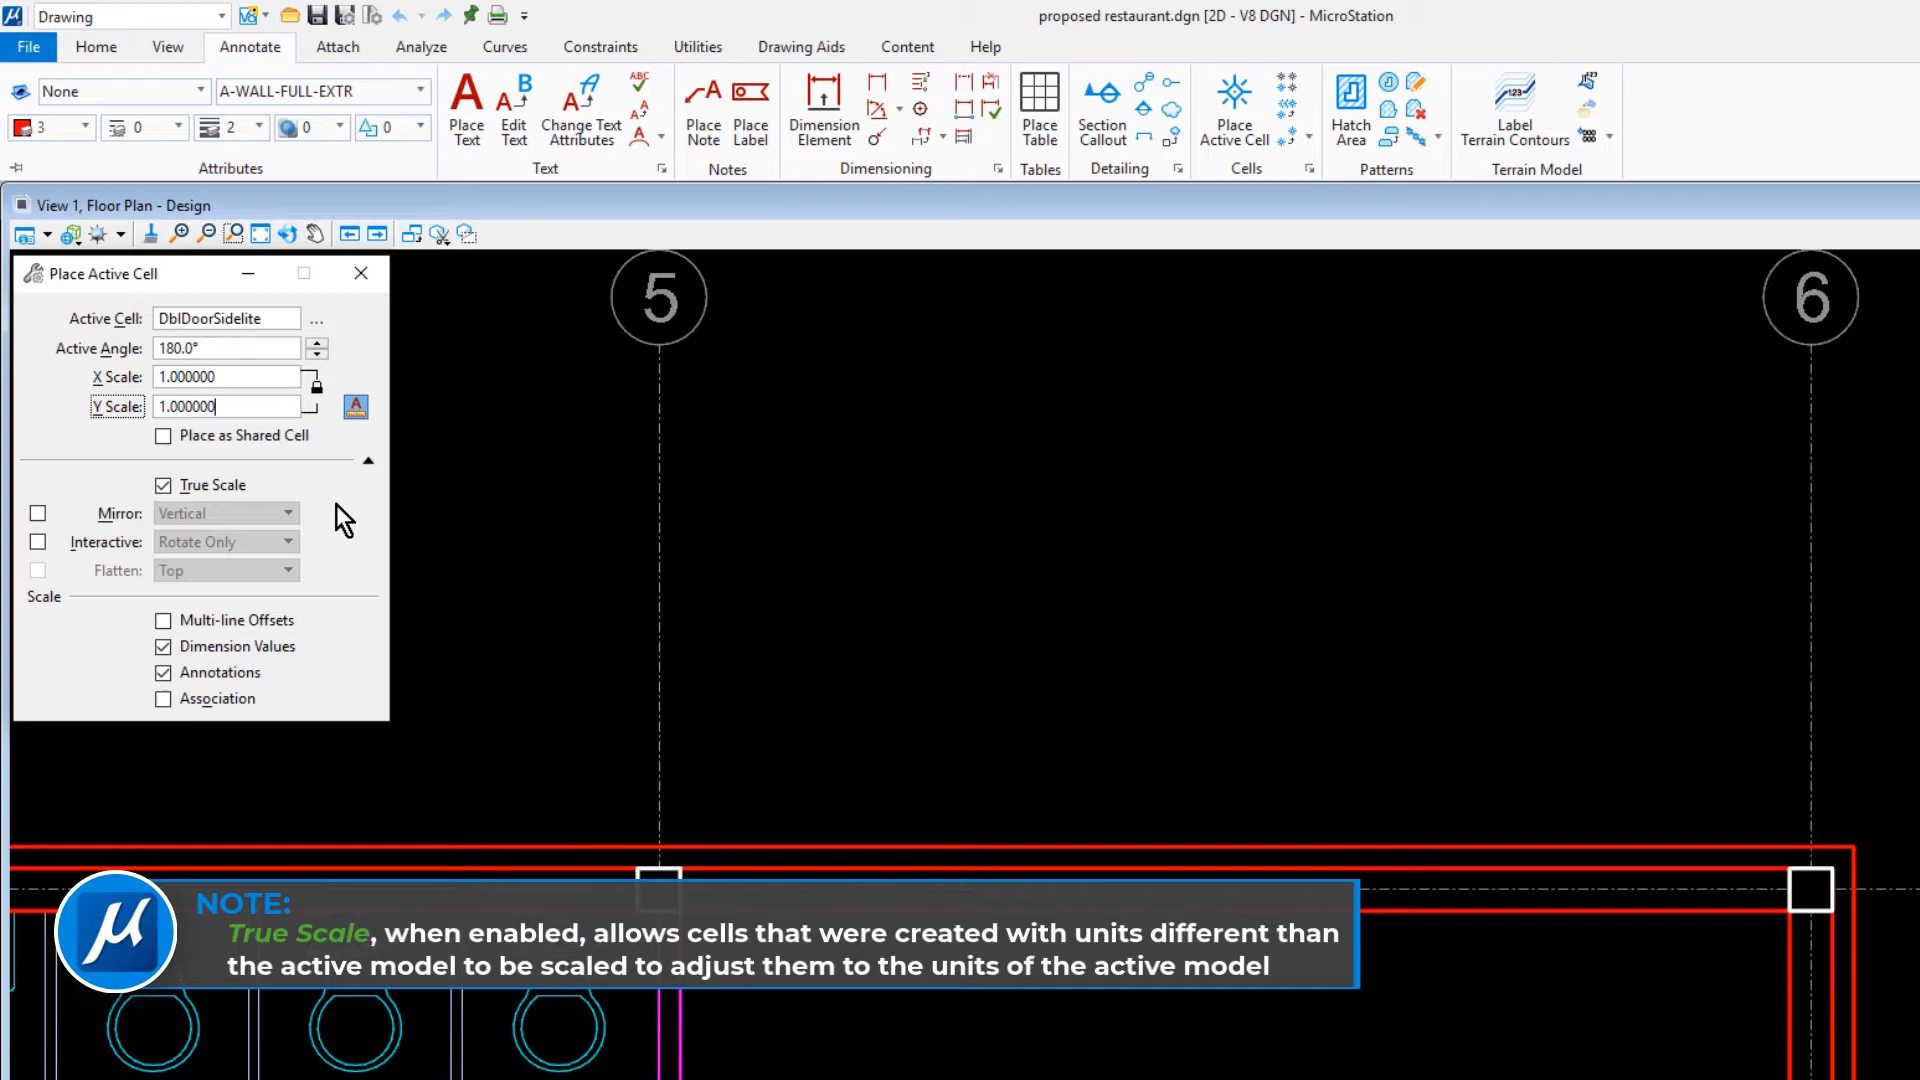 Drawing
proposed restaurant.dgn [2D - V8 DGN] - MicroStation
File Home View Annotate Attach Analyze Curves Constraints Utilities Drawing Aids Content Help
None A-WALL-FULL-EXTR
3 0 2 0 0
Attributes
Place Text
Edit Text
Change Text Attributes
ABC
Text
Place Note
Place Label
Notes
Dimension Element
Dimensioning
Place Table
Tables
Section Callout
Detailing
Place Active Cell
Cells
Hatch Area
Patterns
123
Label Terrain Contours
Terrain Model
View 1, Floor Plan - Design
Place Active Cell
Active Cell: DblDoorSidelite ...
Active Angle: 180.0°
X Scale: 1.000000
Y Scale: 1.000000
Place as Shared Cell
True Scale
Mirror: Vertical
Interactive: Rotate Only
Flatten: Top
Scale
Multi-line Offsets
Dimension Values
Annotations
Association
5
6
NOTE:
True Scale, when enabled, allows cells that were created with units different than
the active model to be scaled to adjust them to the units of the active model